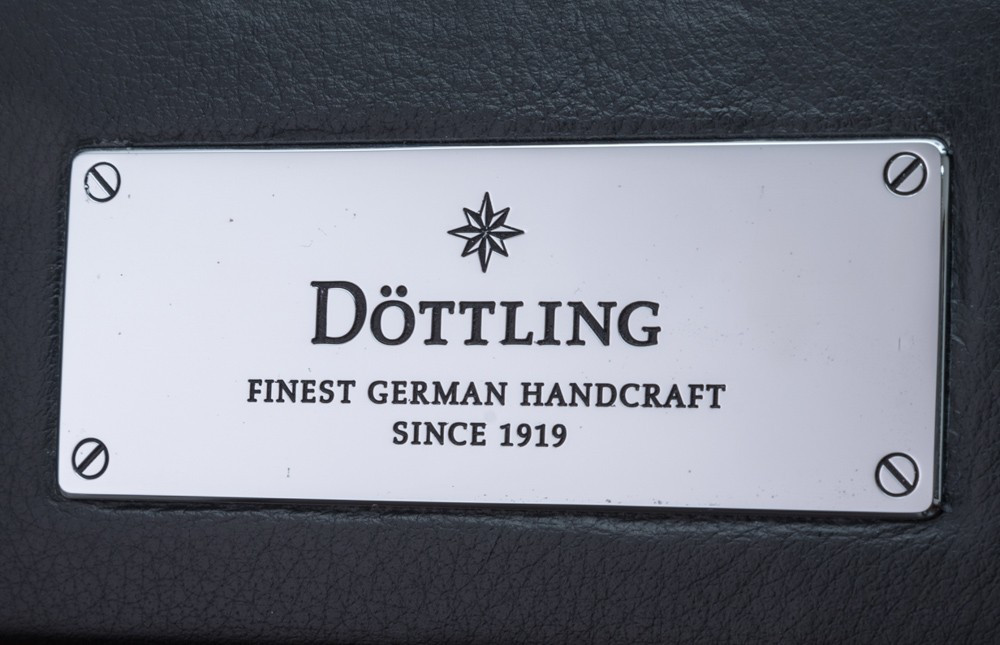 DÖTTLING
FINEST GERMAN HANDCRAFT
SINCE 1919